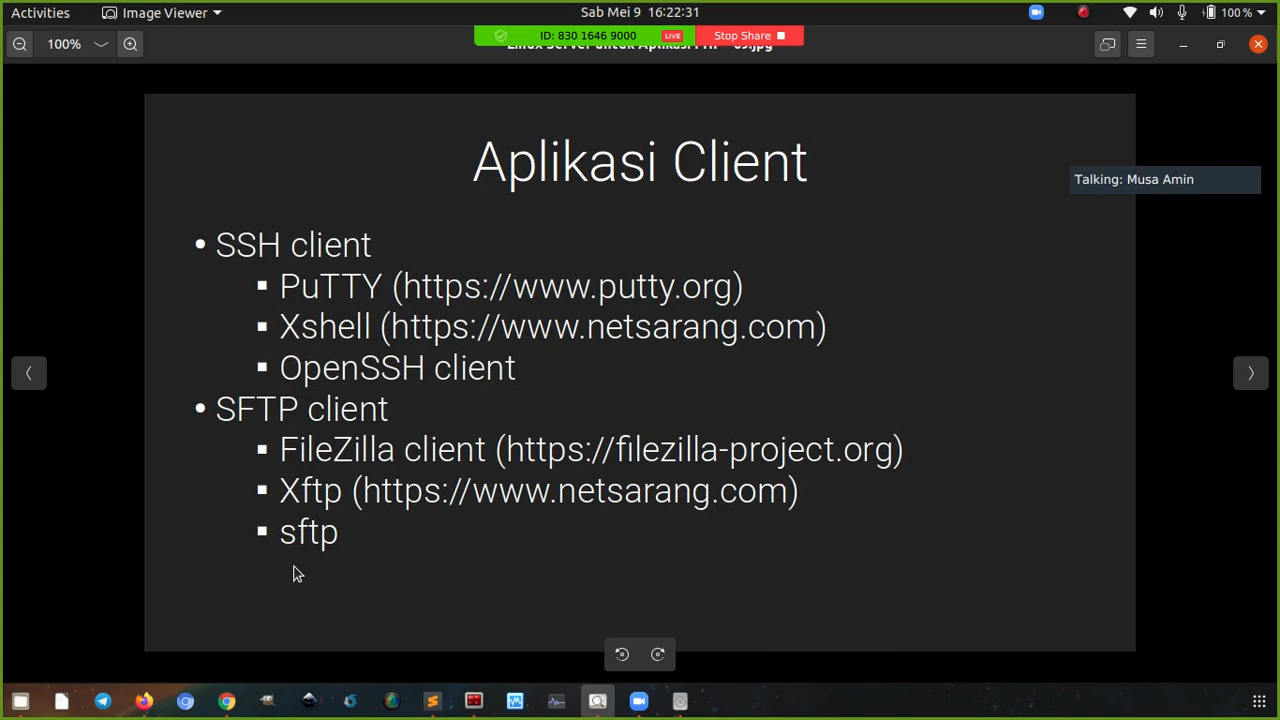 Activities
Image Viewer
Sab Mei 9 16:22:31
100 %
100%
ID: 830 1646 9000
LIVE
Stop Share
Aplikasi Client
Talking: Musa Amin
• SSH client
▪ PuTTY (https://www.putty.org)
▪ Xshell (https://www.netsarang.com)
▪ OpenSSH client
• SFTP client
▪ FileZilla client (https://filezilla-project.org)
▪ Xftp (https://www.netsarang.com)
▪ sftp